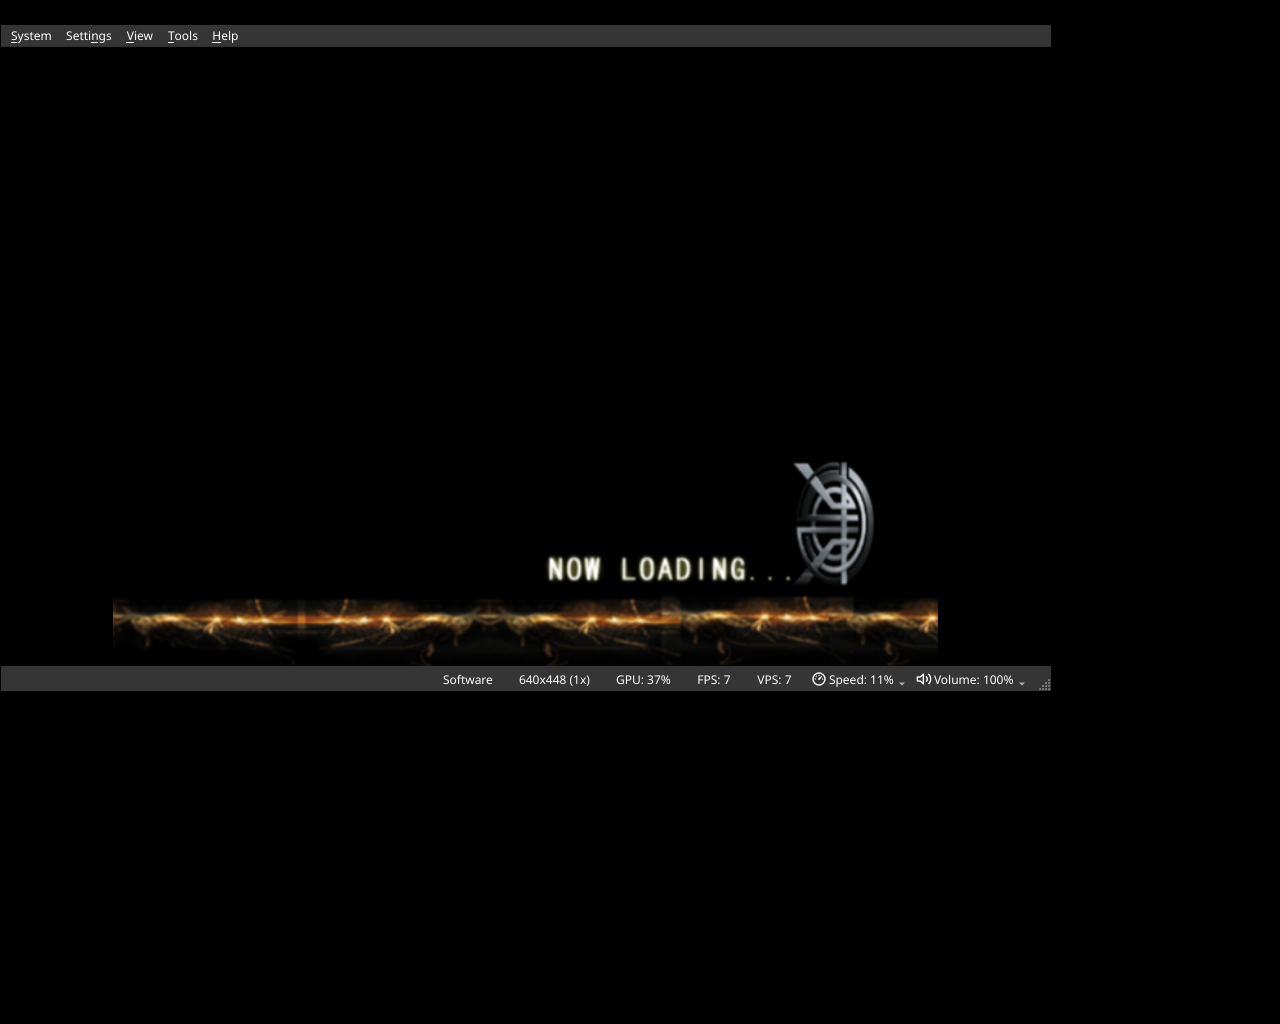 System Settings View Tools Help
NOW LOADING...
Software 640x448 (1x) GPU: 37% FPS: 7 VPS: 7 Speed: 11% Volume: 100%